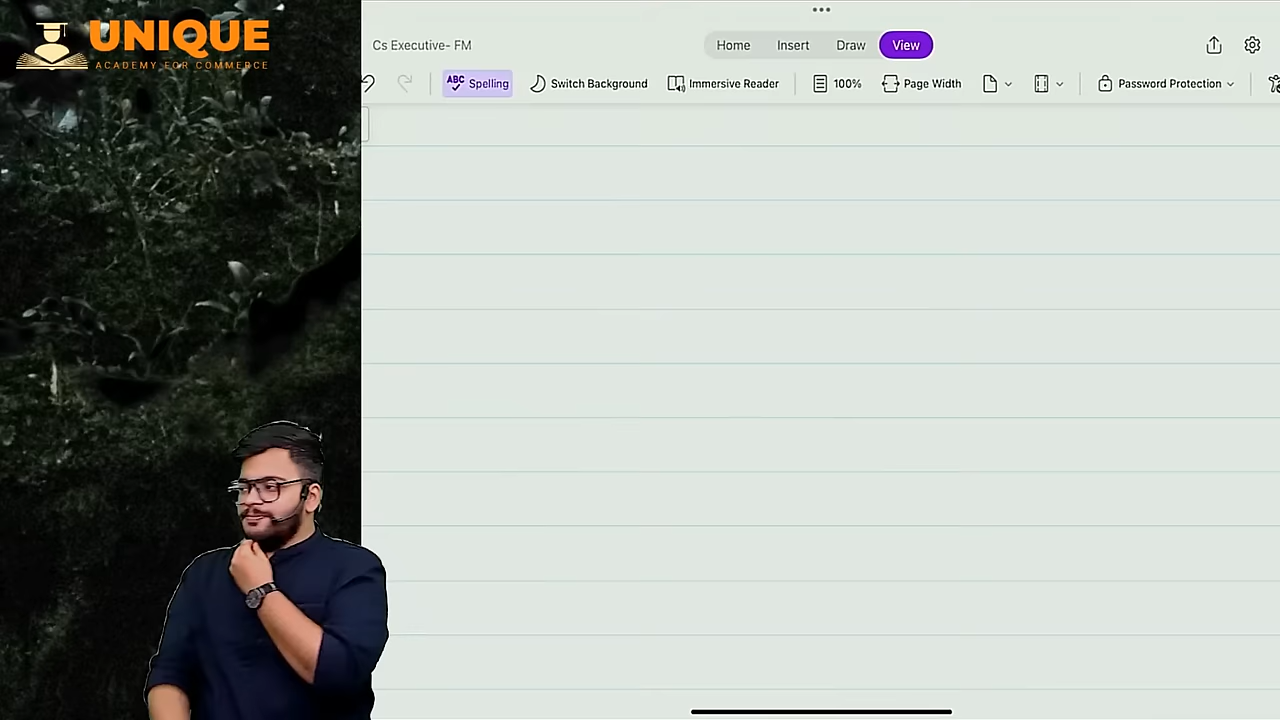 UNIQUE
ACADEMY FOR COMMERCE
Cs Executive- FM
Home Insert Draw View
ABC Spelling Switch Background Immersive Reader 100% Page Width Password Protection